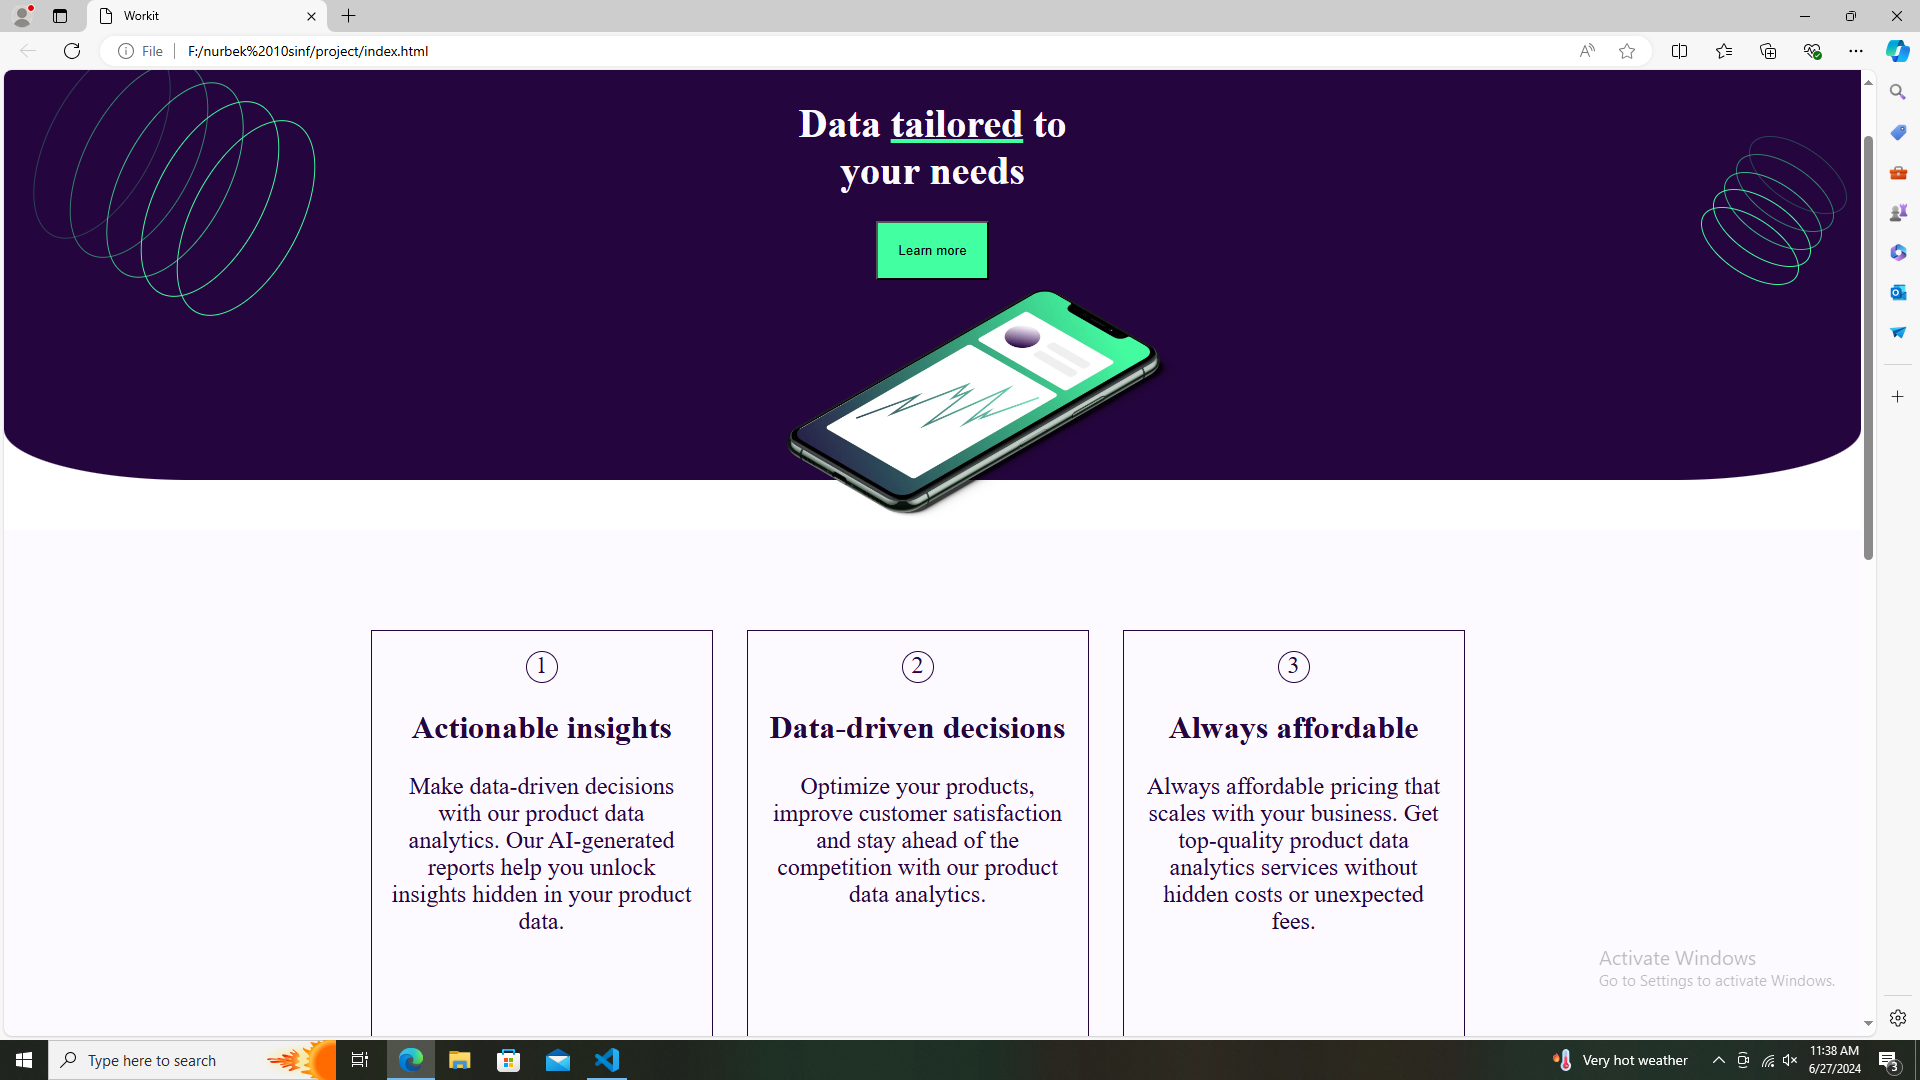 Workit
File
F:/nurbek%2010sinf/project/index.html
Data tailored to
your needs
Learn more
1
Actionable insights
Make data-driven decisions
with our product data
analytics. Our AI-generated
reports help you unlock
insights hidden in your product
data.
2
Data-driven decisions
Optimize your products,
improve customer satisfaction
and stay ahead of the
competition with our product
data analytics.
3
Always affordable
Always affordable pricing that
scales with your business. Get
top-quality product data
analytics services without
hidden costs or unexpected
fees.
Activate Windows
Go to Settings to activate Windows.
Type here to search
Very hot weather
11:38 AM
6/27/2024
3